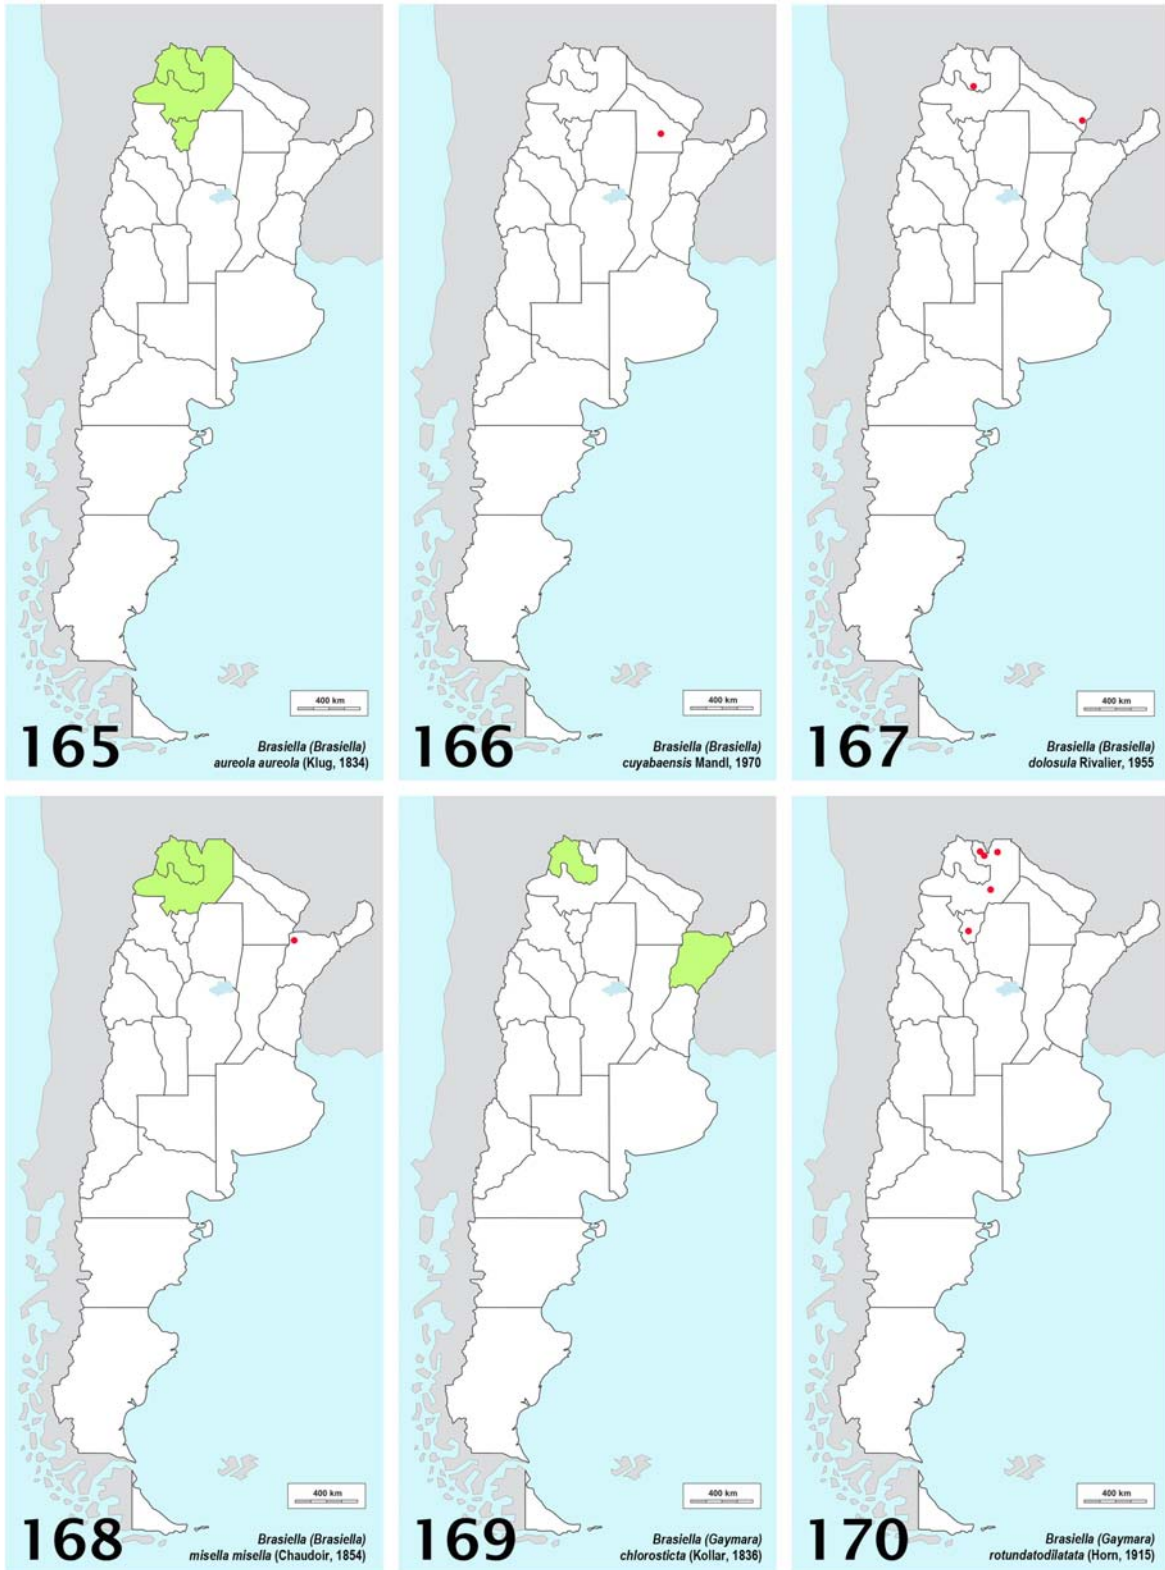 400 km
165
Brasiella (Brasiella)
aureola aureola (Klug, 1834)
400 km
166
Brasiella (Brasiella)
cuyabaensis Mandl, 1970
400 km
167
Brasiella (Brasiella)
dolosula Rivalier, 1955
400 km
168
Brasiella (Brasiella)
misella misella (Chaudoir, 1854)
400 km
169
Brasiella (Gaymara)
chlorosticta (Kollar, 1836)
400 km
170
Brasiella (Gaymara)
rotundatodilatata (Horn, 1915)